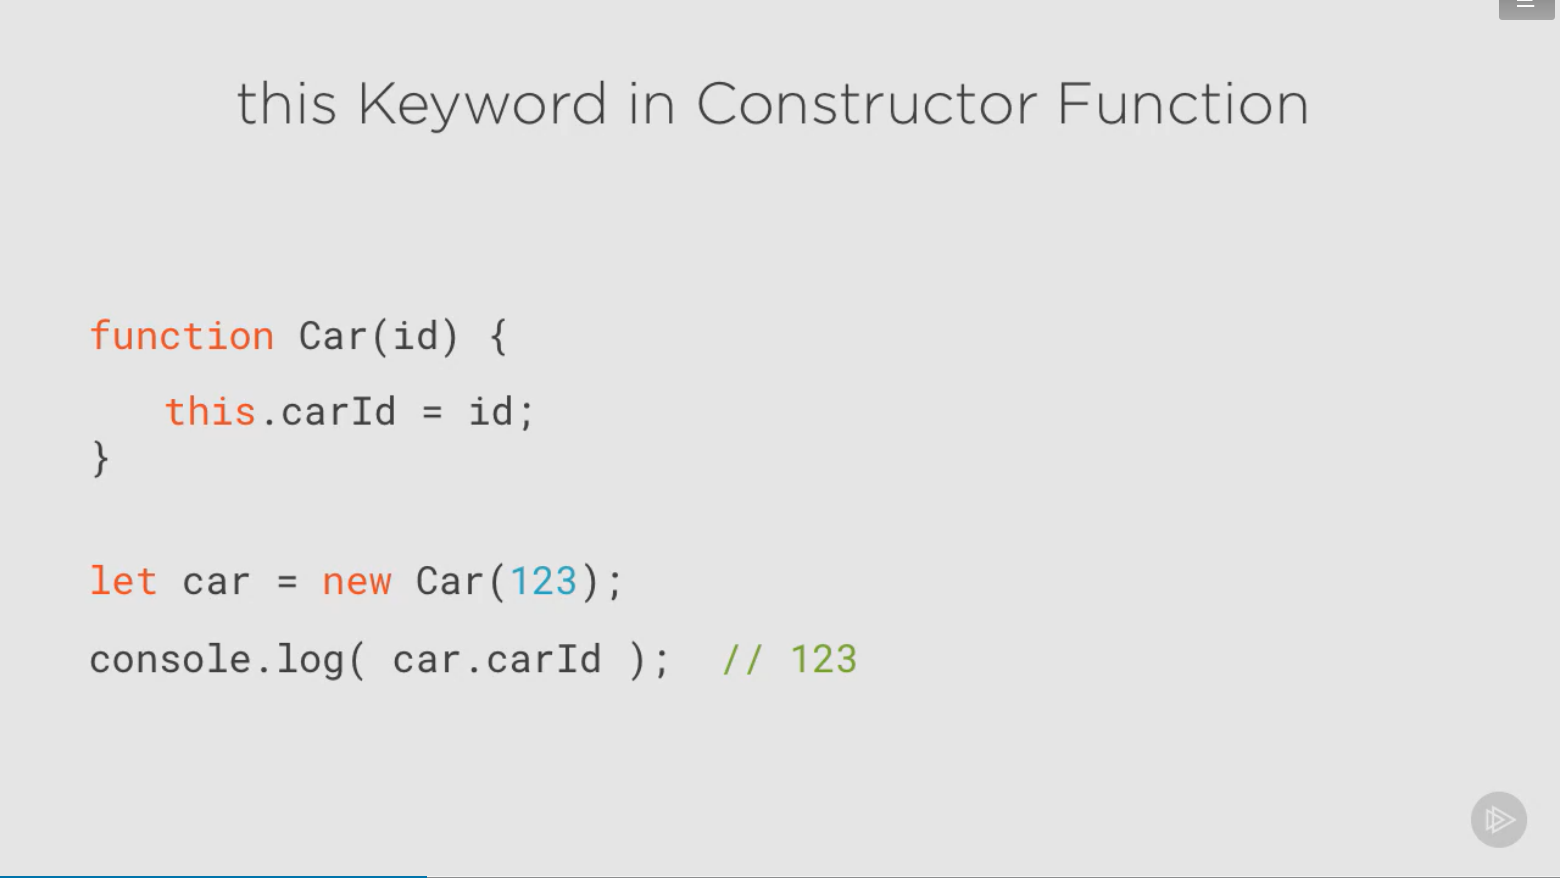 this Keyword in Constructor Function
function Car(id) {
this.carId = id;
}
let car = new Car(123);
console.log( car.carId );  // 123